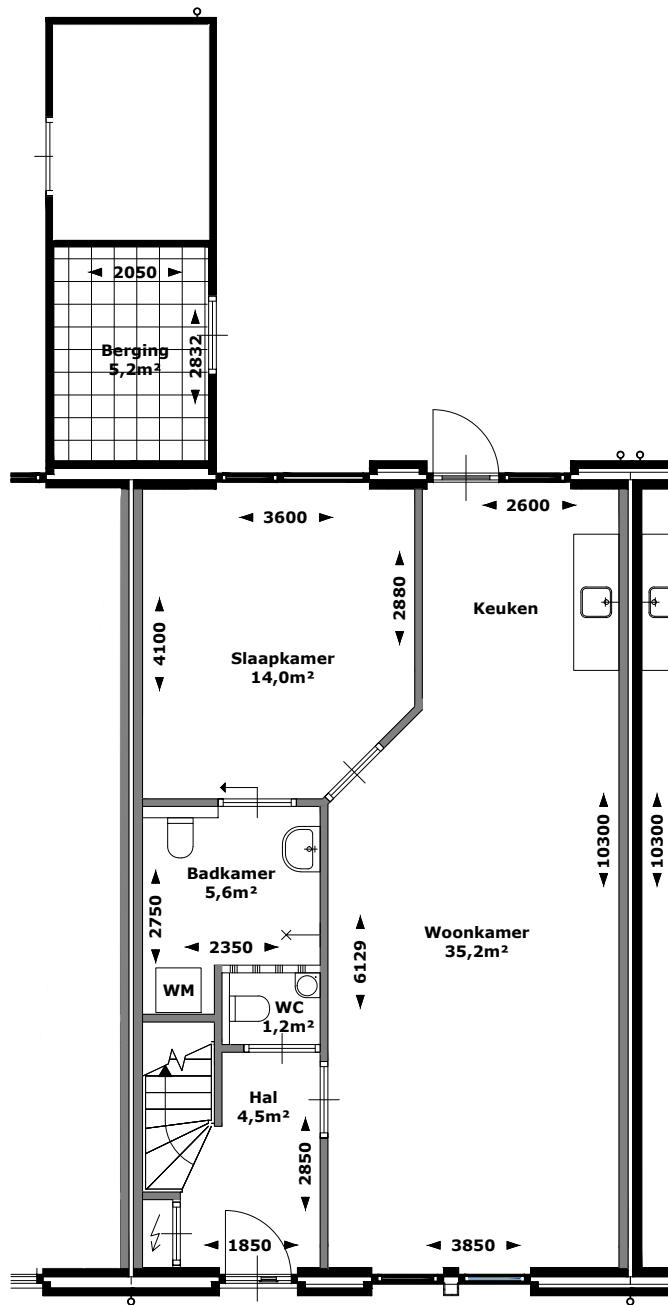 2050
2832
Berging
5,2m²
3600
2600
2880
4100
Keuken
Slaapkamer
14,0m²
10300
10300
Badkamer
5,6m²
2750
2350
6129
Woonkamer
35,2m²
WM
WC
1,2m²
Hal
4,5m²
2850
1850
3850